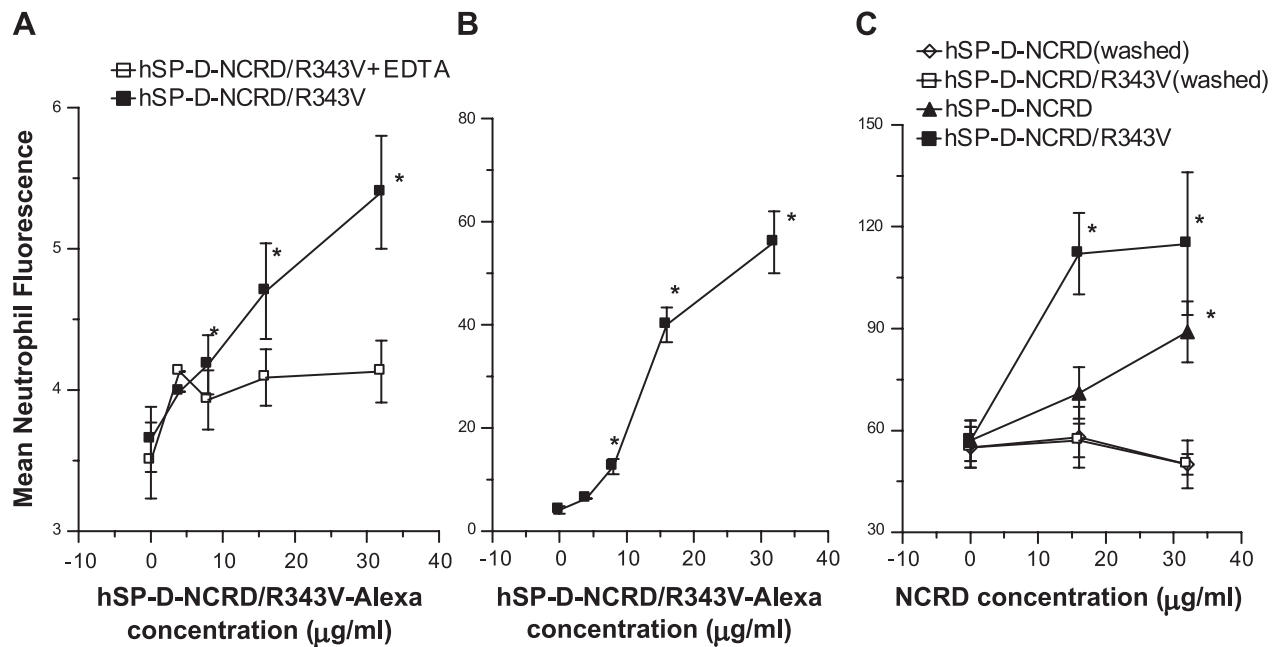 A
hSP-D-NCRD/R343V+EDTA
hSP-D-NCRD/R343V
Mean Neutrophil Fluorescence
6
5
4
3
*
*
*
-10 0 10 20 30 40
hSP-D-NCRD/R343V-Alexa
concentration (μg/ml)
B
80
60
40
20
0
*
*
*
-10 0 10 20 30 40
hSP-D-NCRD/R343V-Alexa
concentration (μg/ml)
C
hSP-D-NCRD(washed)
hSP-D-NCRD/R343V(washed)
hSP-D-NCRD
hSP-D-NCRD/R343V
150
120
90
60
30
*
*
*
-10 0 10 20 30 40
NCRD concentration (μg/ml)